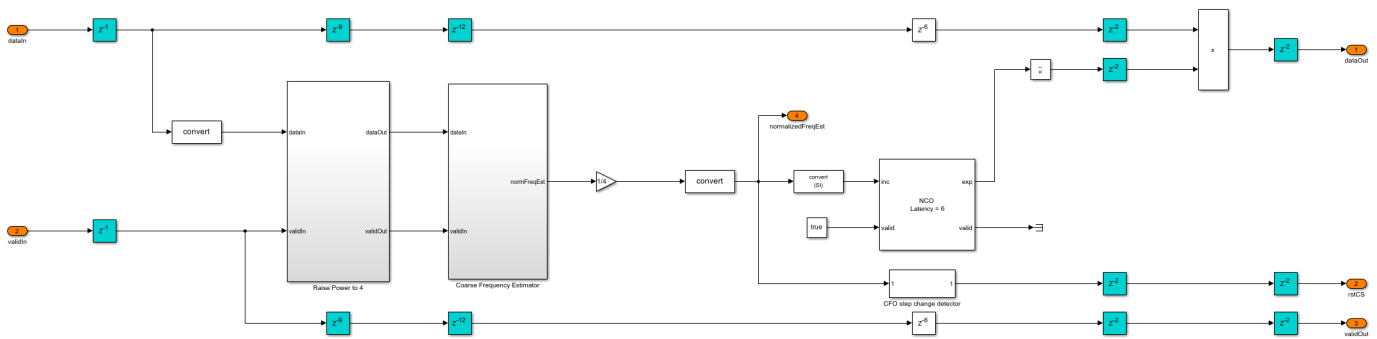 1
dataIn
z-1
z-9
z-12
z-6
z-2
z-2
x
z-2
1
dataOut
convert
dataIn
dataOut
validIn
validOut
Raise Power to 4
dataIn
normFreqEst
validIn
Coarse Frequency Estimator
1/4
convert
4
normalizedFreqEst
convert
(SI)
true
inc
exp
NCO
Latency = 6
valid
valid
2
validIn
z-1
1
1
CFO step change detector
z-2
z-2
2
rstCS
z-9
z-12
z-6
z-2
z-2
3
validOut